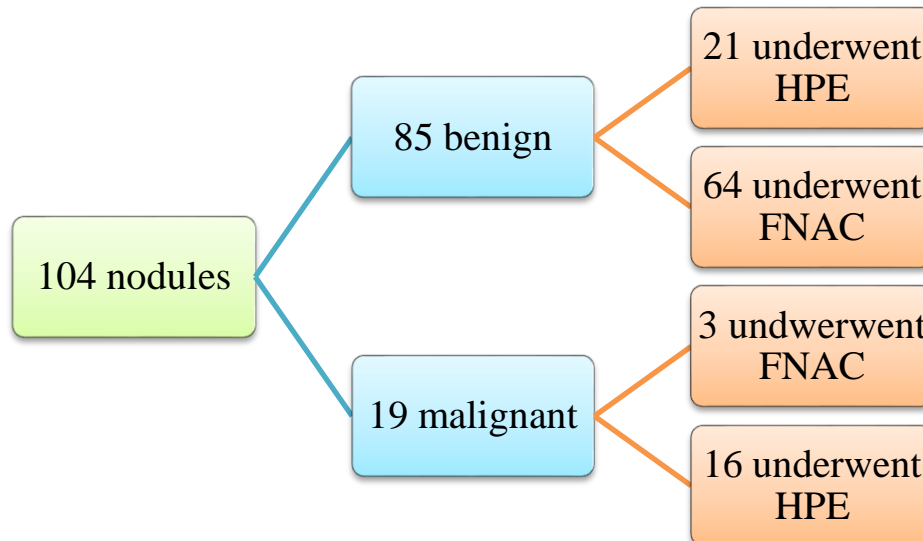 104 nodules
85 benign
21 underwent
HPE
64 underwent
FNAC
19 malignant
3 undwerwent
FNAC
16 underwent
HPE